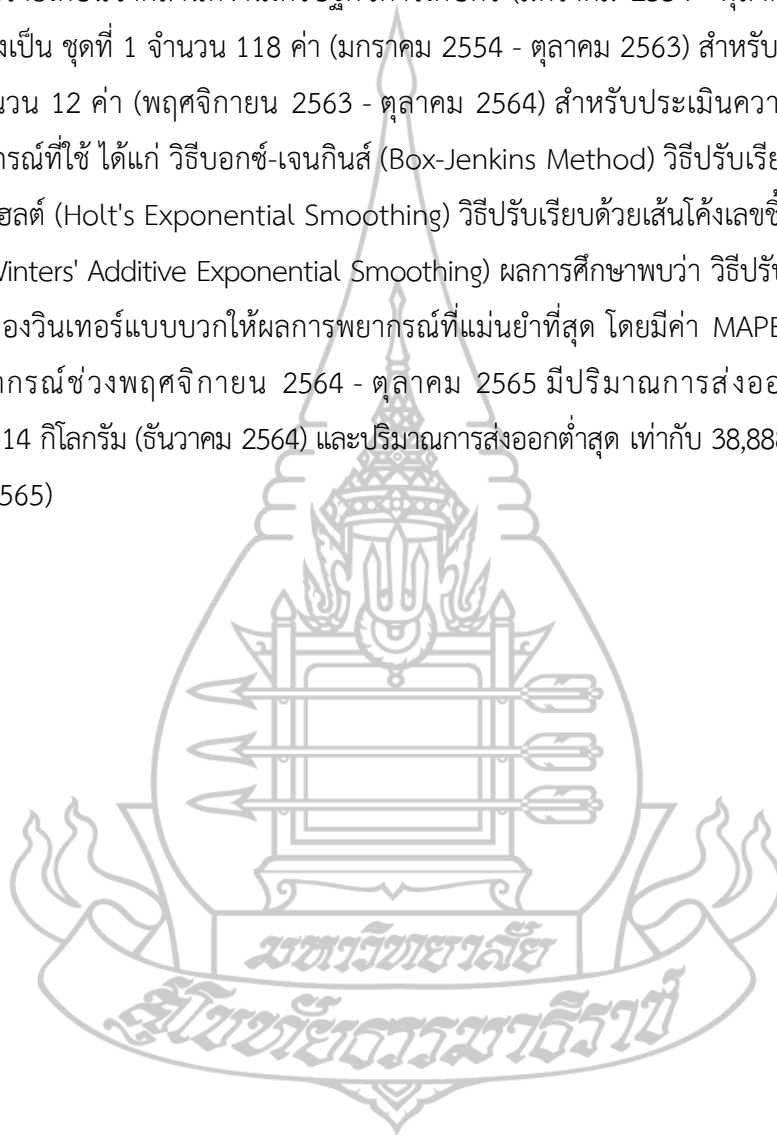 งเป็น ชุดที่ 1 จำนวน 118 ค่า (มกราคม 2554 - ตุลาคม 2563) สำหรับ
นวน 12 ค่า (พฤศจิกายน 2563 - ตุลาคม 2564) สำหรับประเมินควา
กรณ์ที่ใช้ ได้แก่ วิธีบอกซ์-เจนกินส์ (Box-Jenkins Method) วิธีปรับเรีย
ฮลต์ (Holt's Exponential Smoothing) วิธีปรับเรียบด้วยเส้นโค้งเลขชี้
Vinters' Additive Exponential Smoothing) ผลการศึกษาพบว่า วิธีปรับ
องวินเทอร์แบบบวกให้ผลการพยากรณ์ที่แม่นยำที่สุด โดยมีค่า MAPE
ากรณ์ช่วงพฤศจิกายน 2564 - ตุลาคม 2565 มีปริมาณการส่งออ
14 กิโลกรัม (ธันวาคม 2564) และปริมาณการส่งออกต่ำสุด เท่ากับ 38,888
565)
มหาวิทยาลัย
สุโขทัยธรรมาธิราช